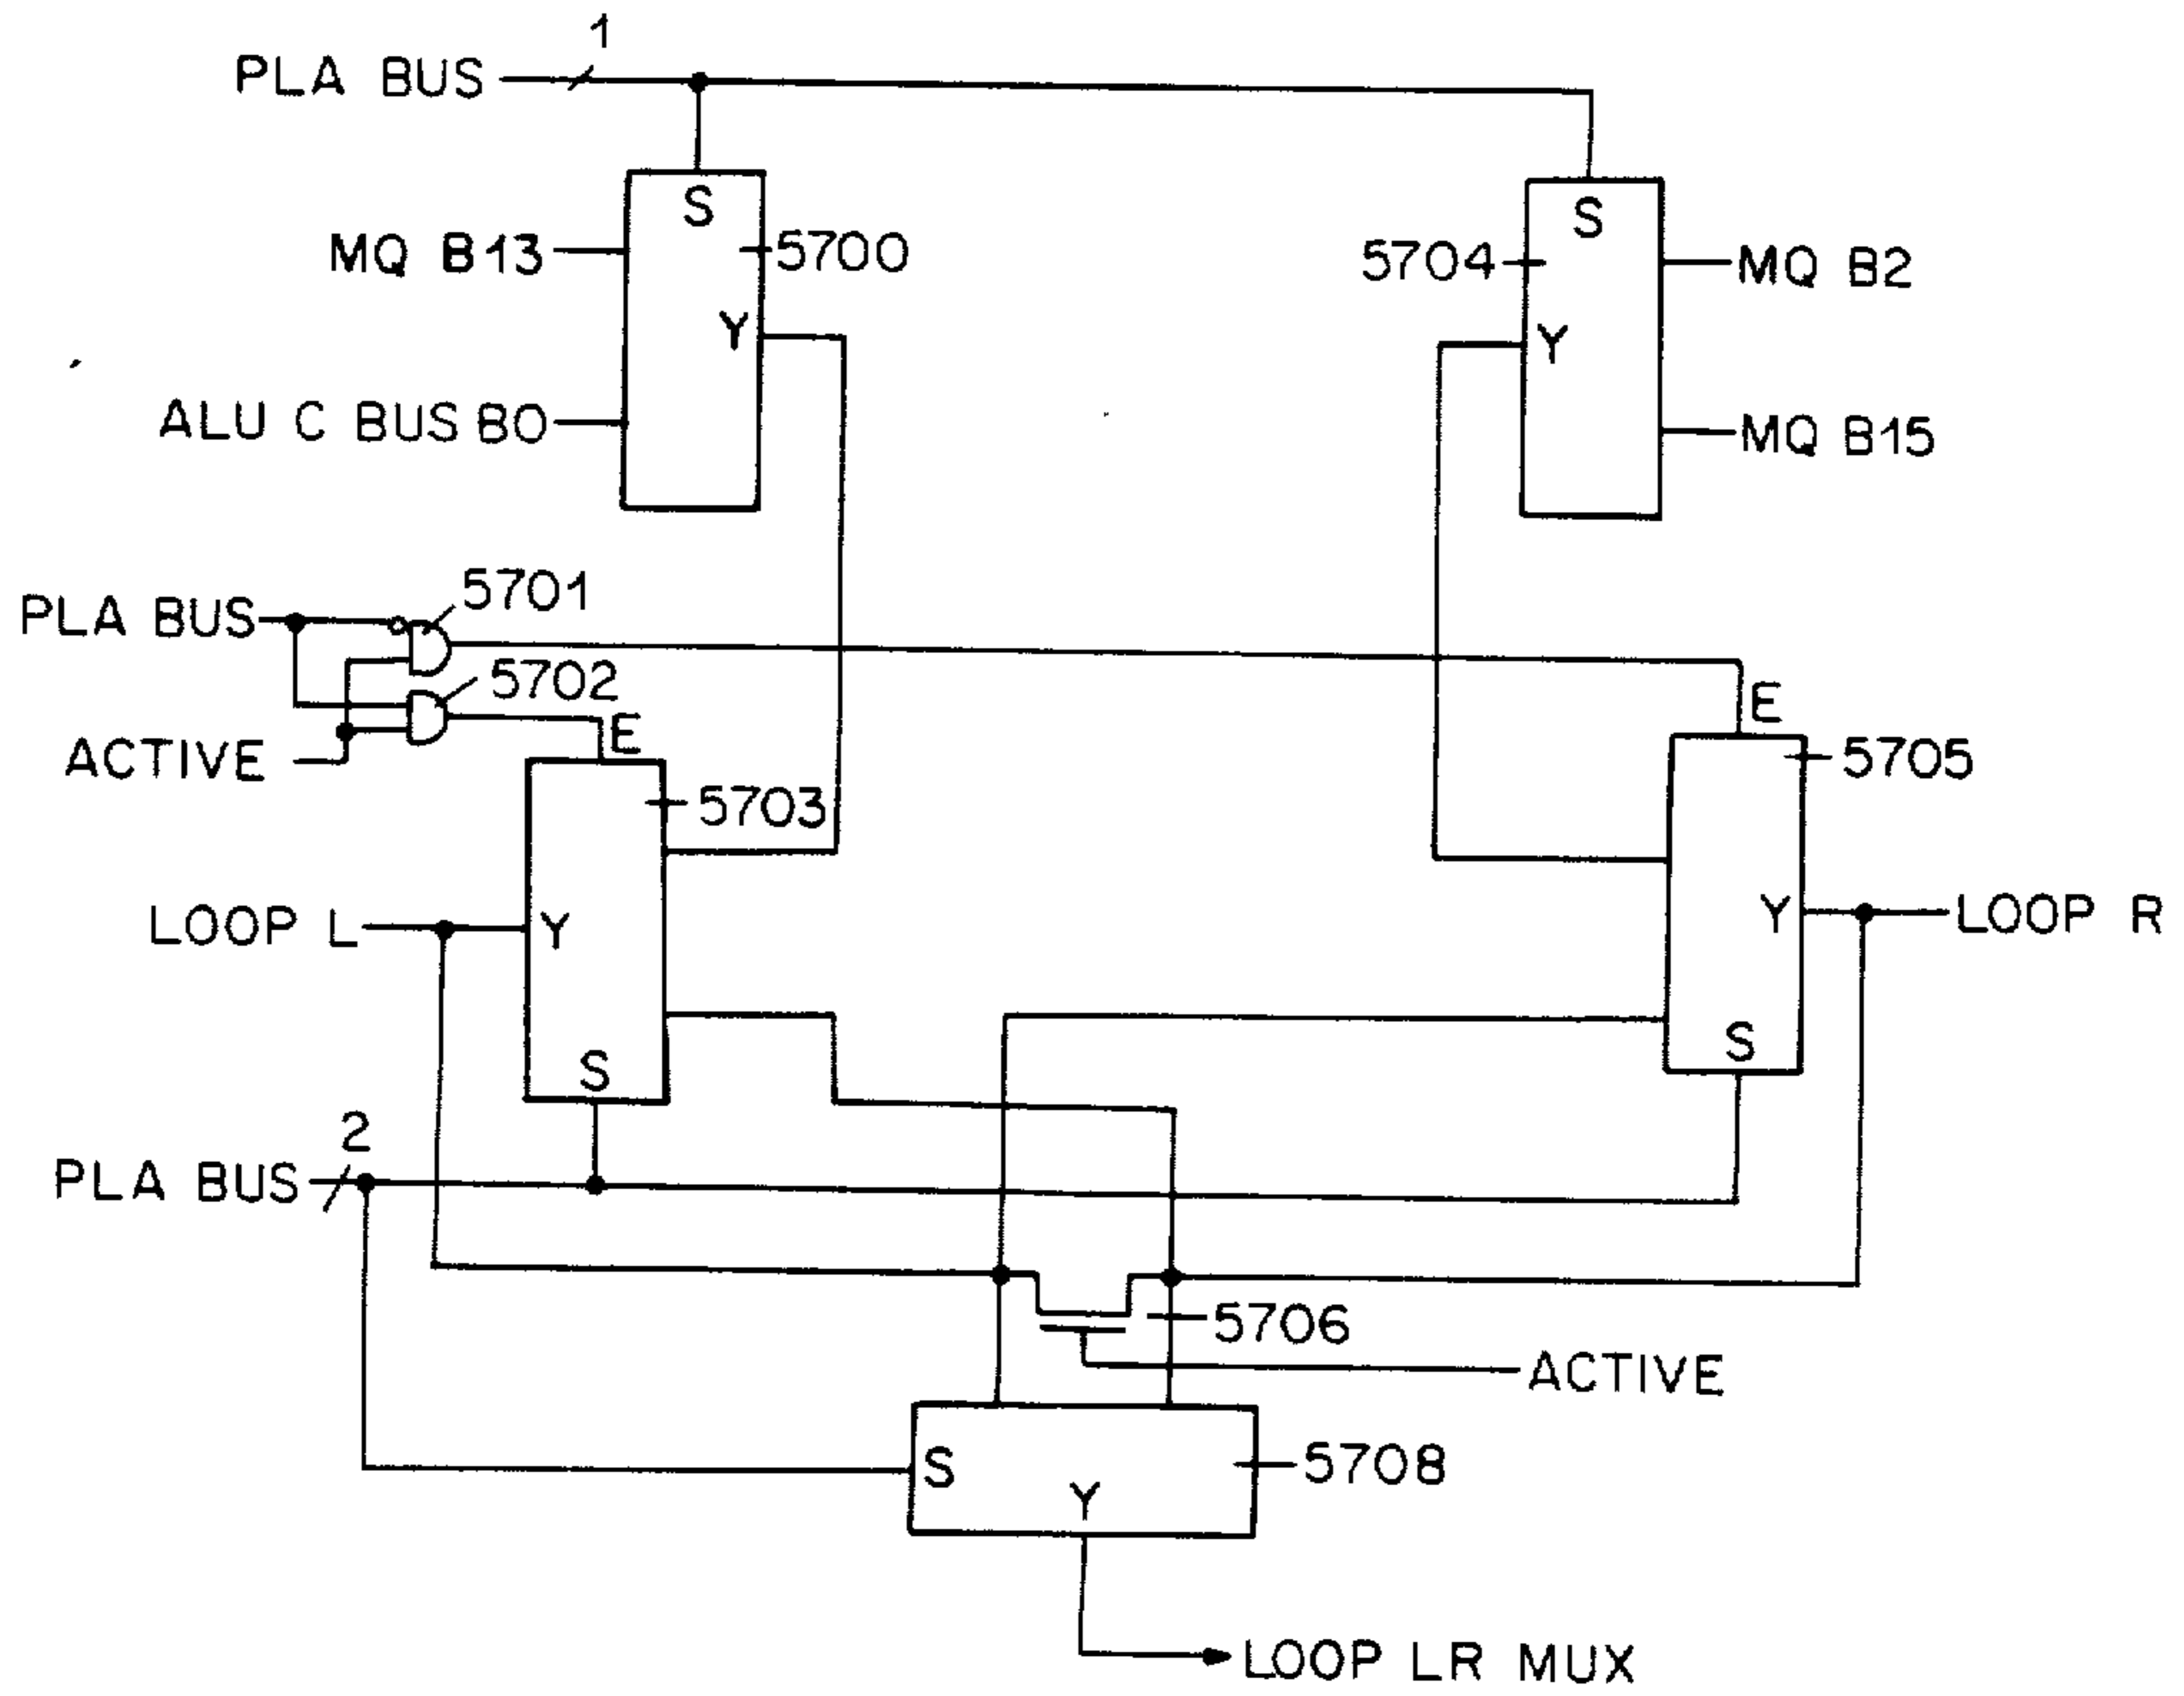 1
PLA BUS
S
S
MQ B13
5700
5704
MQ B2
Y
Y
ALU C BUS B0
MQ B15
5701
PLA BUS
5702
E
E
ACTIVE
5705
5703
LOOP L
Y
Y
LOOP R
S
S
2
PLA BUS
5706
ACTIVE
S
5708
Y
LOOP LR MUX